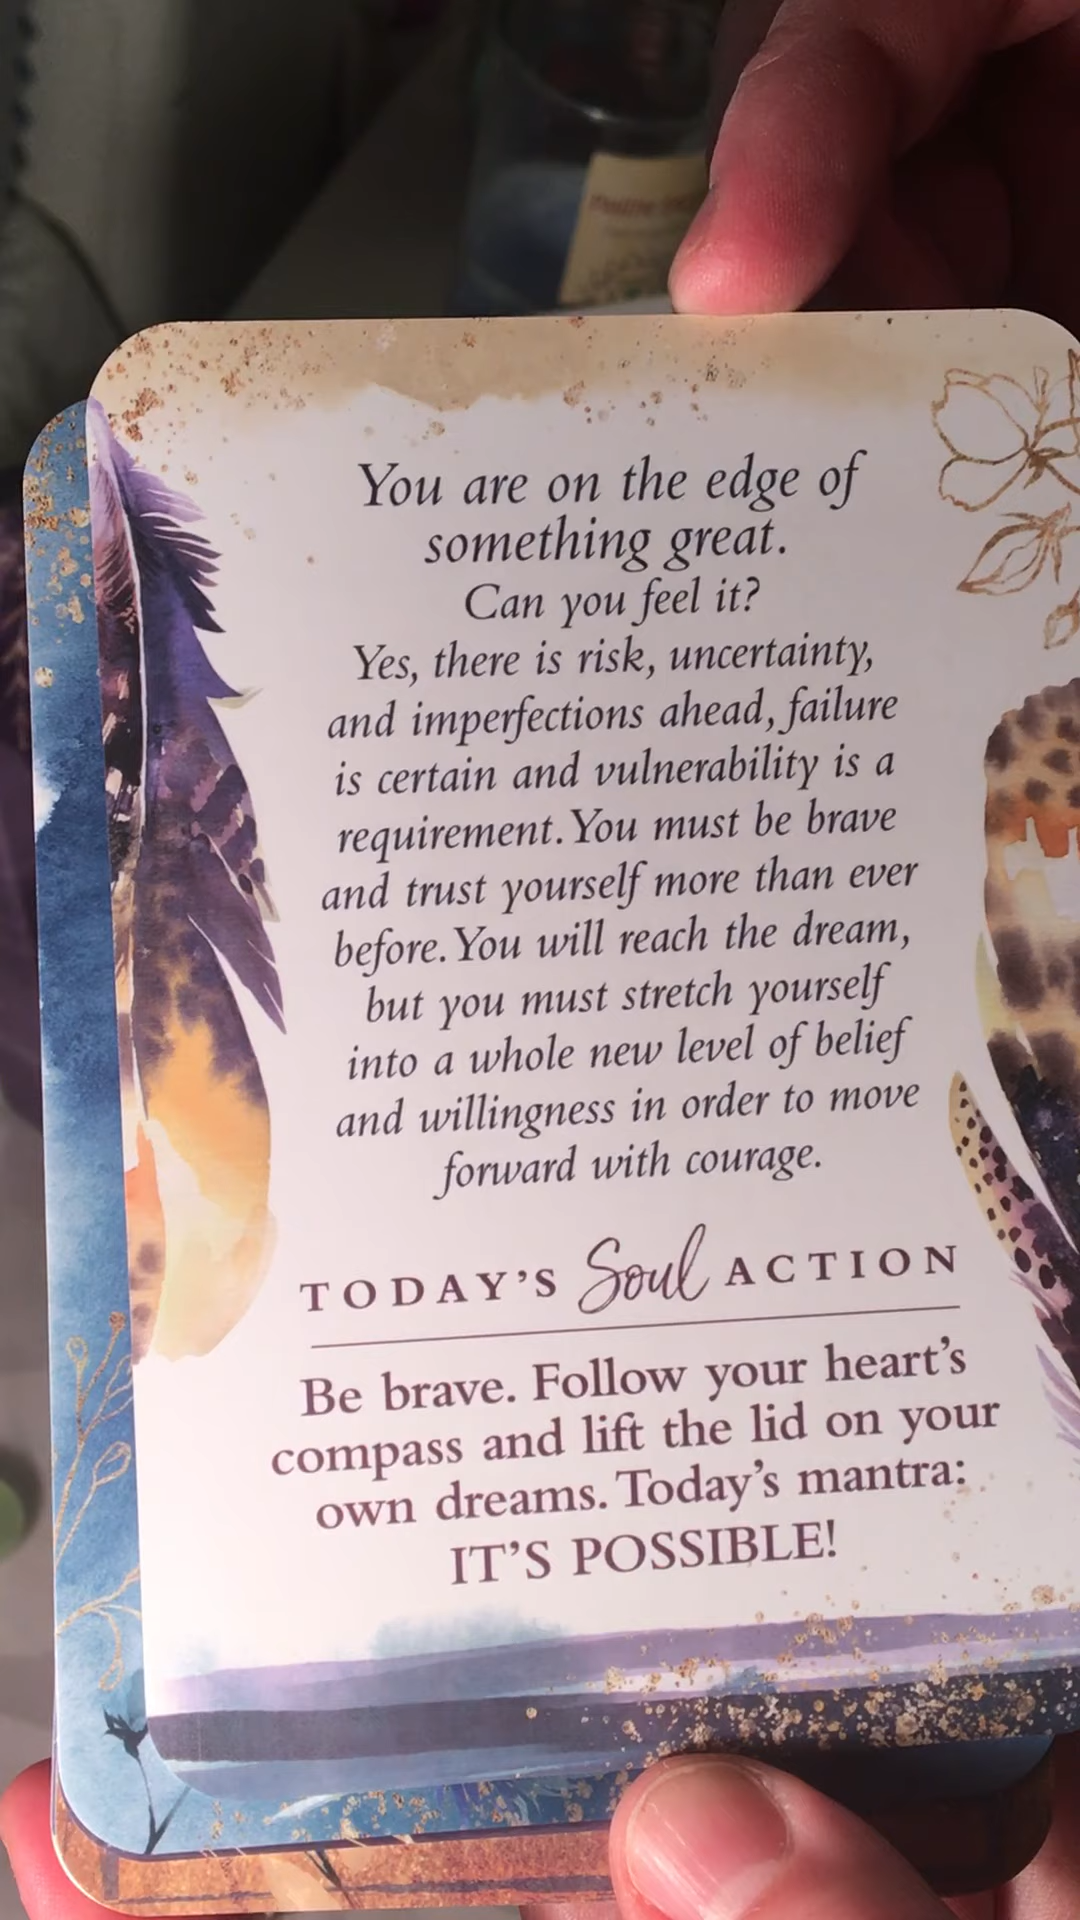 You are on the edge of
something great.
Can you feel it?
Yes, there is risk, uncertainty,
and imperfections ahead, failure
is certain and vulnerability is a
requirement. You must be brave
and trust yourself more than ever
before. You will reach the dream,
but you must stretch yourself
into a whole new level of belief
and willingness in order to move
forward with courage.
TODAY'S Soul ACTION
Be brave. Follow your heart's
compass and lift the lid on your
own dreams. Today's mantra:
IT'S POSSIBLE!